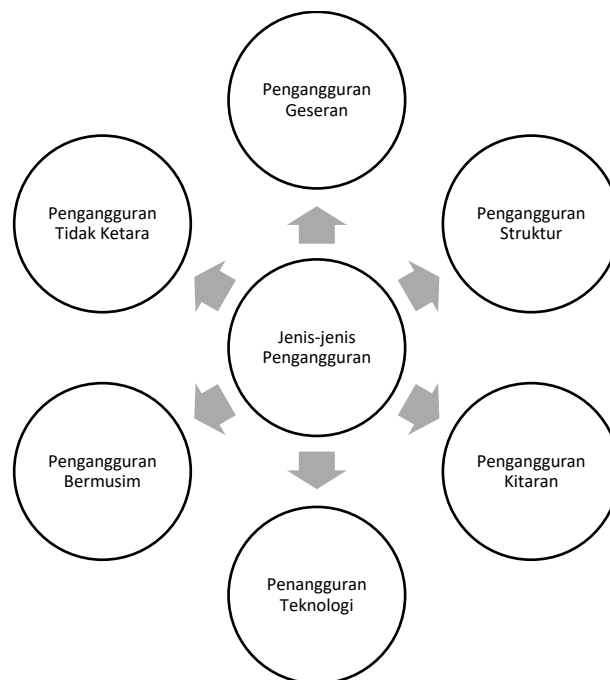 Pengangguran
Geseran
Pengangguran
Tidak Ketara
Pengangguran
Struktur
Jenis-jenis
Pengangguran
Pengangguran
Bermusim
Pengangguran
Kitaran
Penangguran
Teknologi